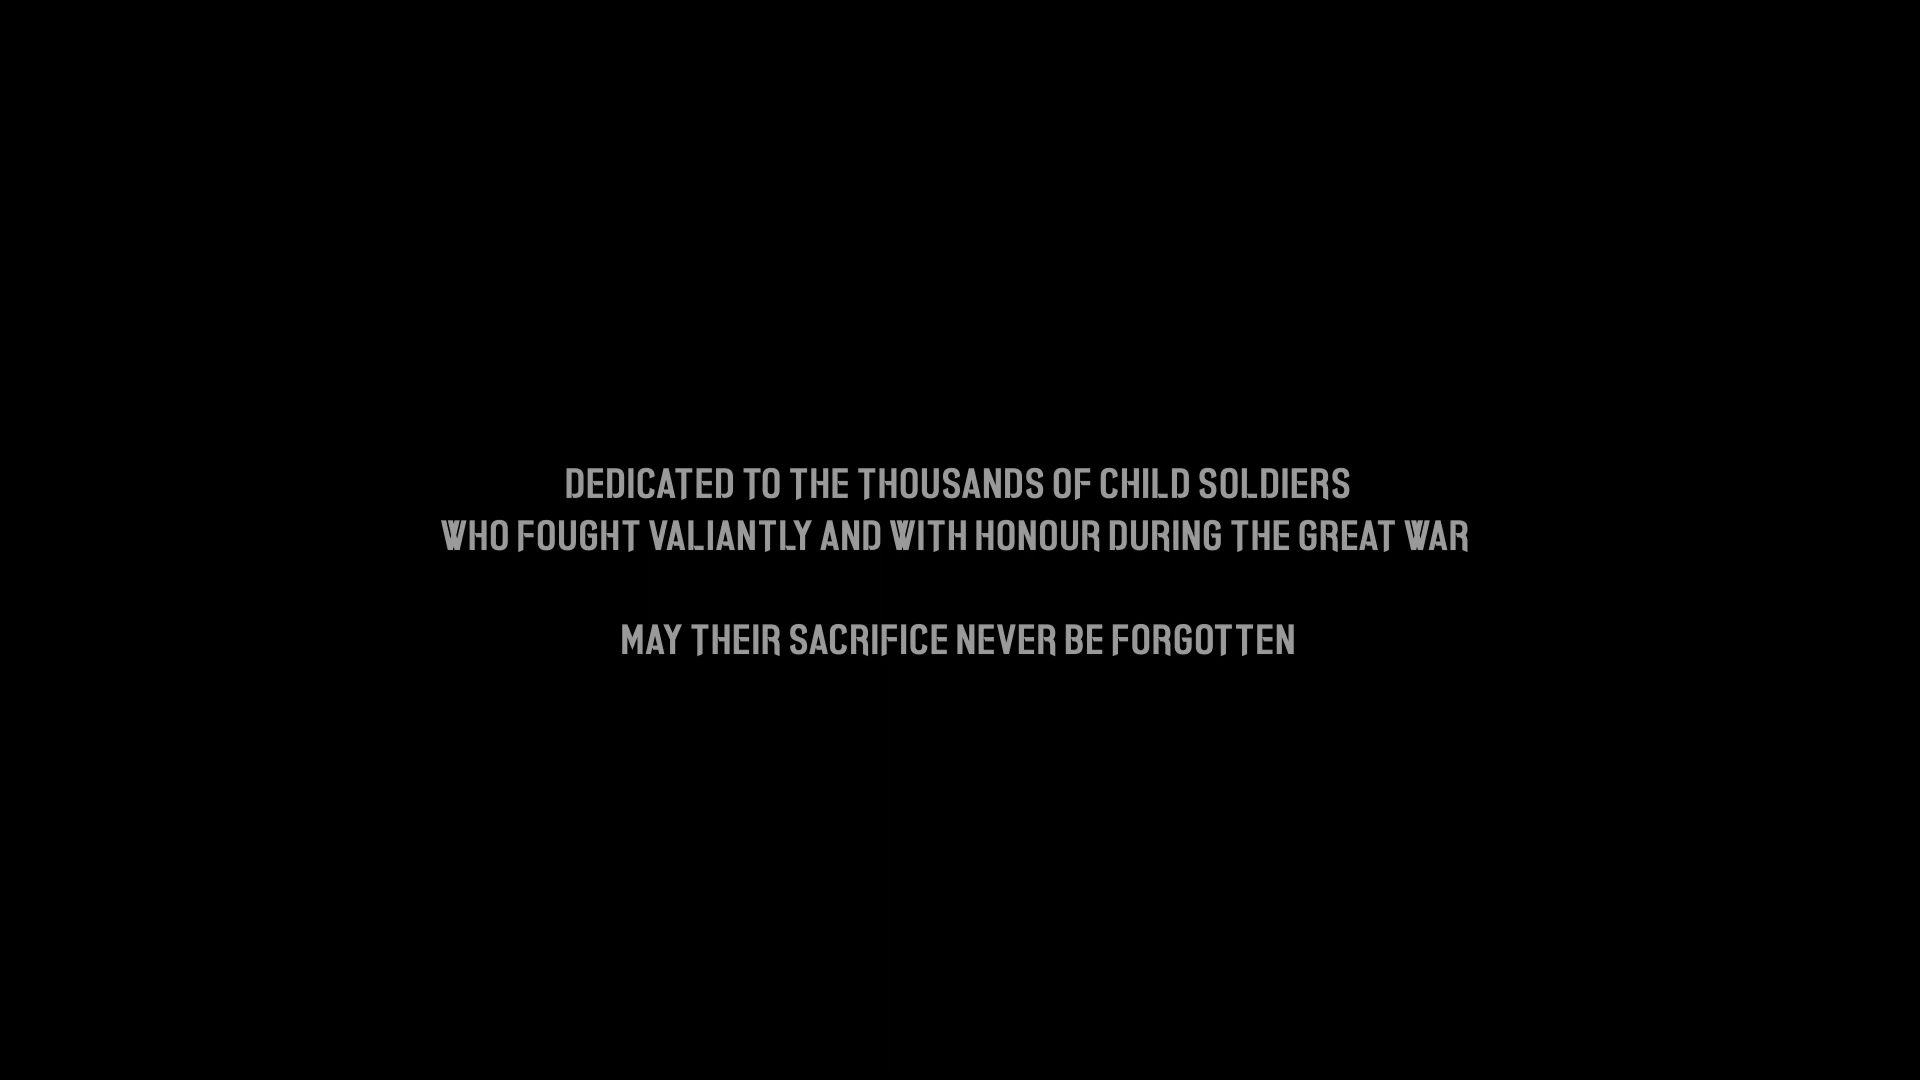 DEDICATED TO THE THOUSANDS OF CHILD SOLDIERS
WHO FOUGHT VALIANTLY AND WITH HONOUR DURING THE GREAT WAR
MAY THEIR SACRIFICE NEVER BE FORGOTTEN